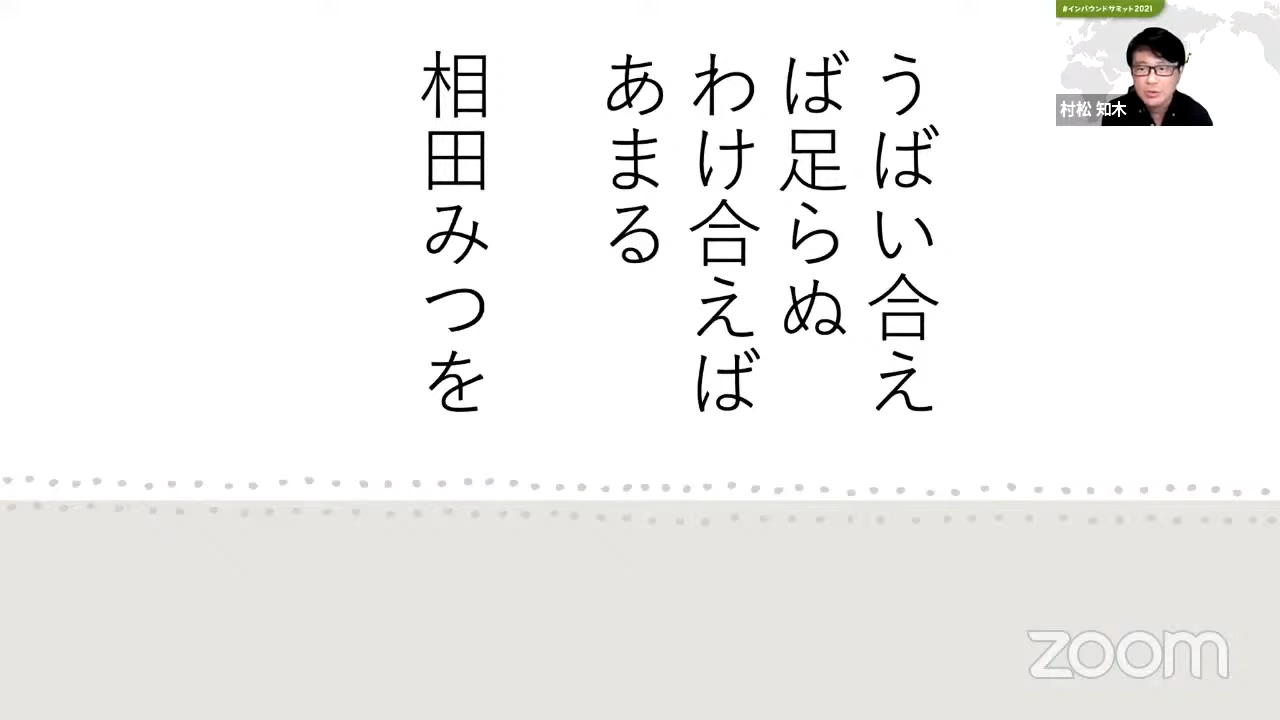 うばい合え
ば足らぬ
わけ合えば
あまる
相田みつを
#インバウンドサミット2021
村松 知木
zoom